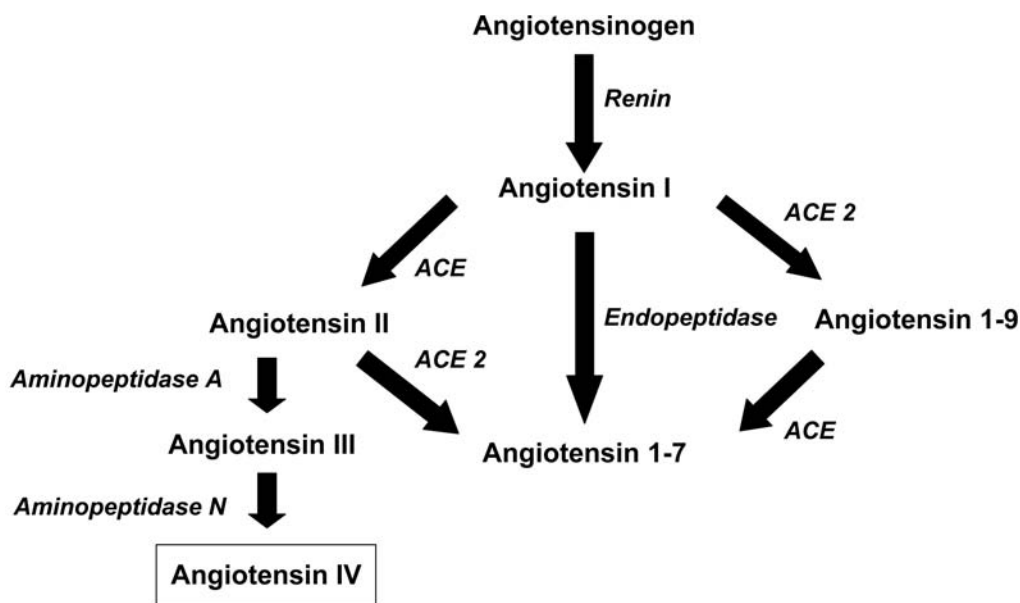 Angiotensinogen
Renin
Angiotensin I
ACE 2
ACE
Angiotensin II
Endopeptidase
Angiotensin 1-9
Aminopeptidase A
ACE 2
ACE
Angiotensin III
Angiotensin 1-7
Aminopeptidase N
Angiotensin IV